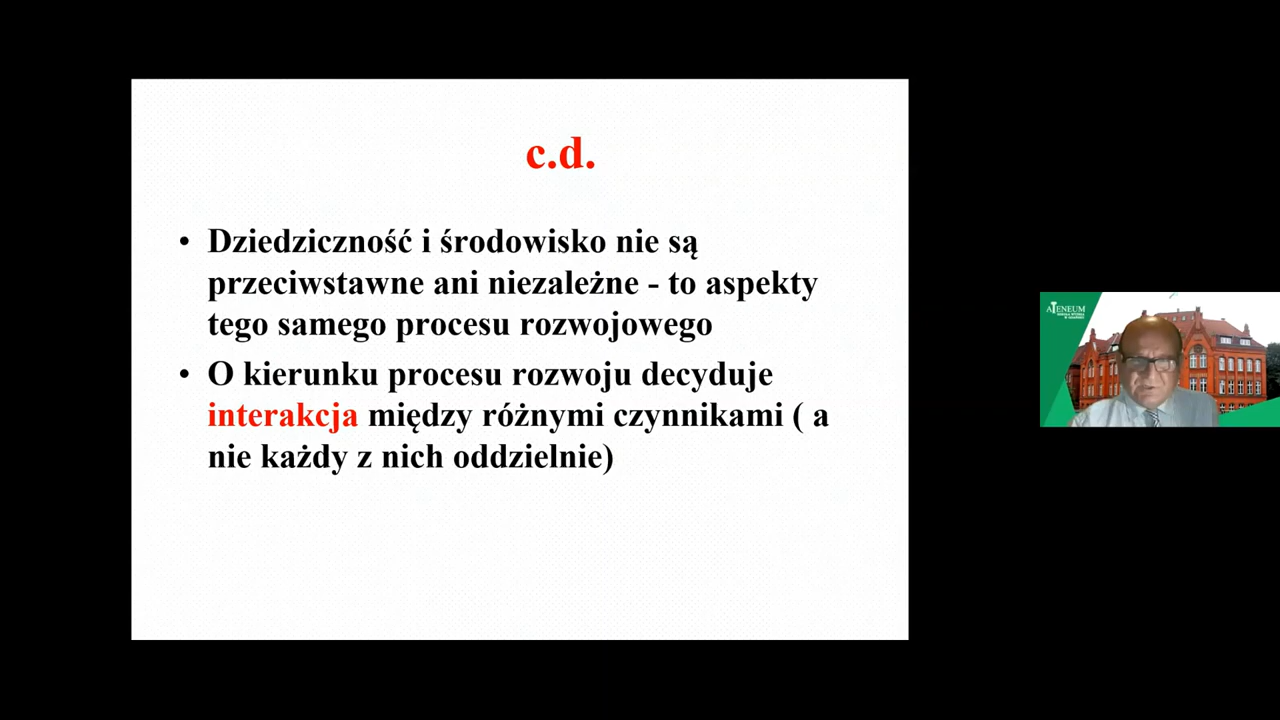 c.d.
• Dziedziczność i środowisko nie są
przeciwstawne ani niezależne - to aspekty
tego samego procesu rozwojowego
• O kierunku procesu rozwoju decyduje
interakcja między różnymi czynnikami ( a
nie każdy z nich oddzielnie)
ATENEUM